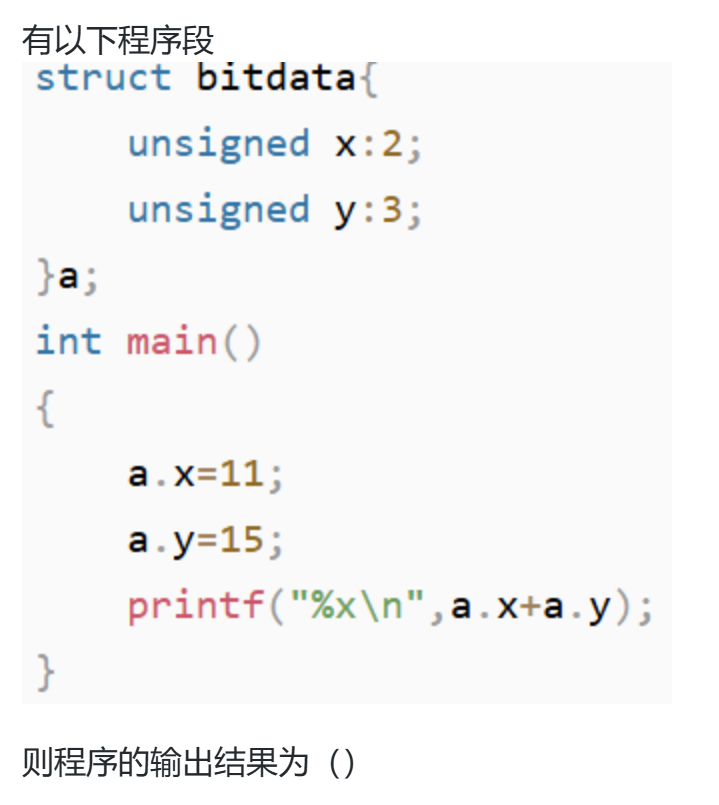 有以下程序段
struct bitdata{
    unsigned x:2;
    unsigned y:3;
}a;
int main()
{
    a.x=11;
    a.y=15;
    printf("%x\n",a.x+a.y);
}
则程序的输出结果为（）